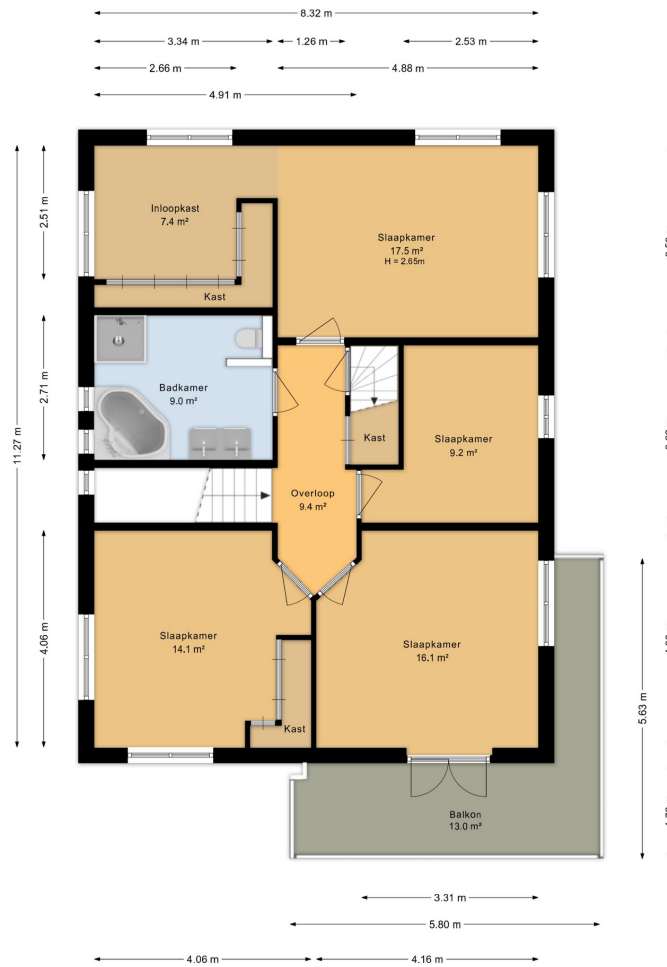 8.32 m
3.34 m
1.26 m
2.53 m
2.66 m
4.88 m
4.91 m
2.51 m
Inloopkast
7.4 m²
Slaapkamer
17.5 m²
H = 2.65m
Kast
2.71 m
Badkamer
9.0 m²
11.27 m
Kast
Slaapkamer
9.2 m²
Overloop
9.4 m²
4.06 m
Slaapkamer
14.1 m²
Slaapkamer
16.1 m²
Kast
5.63 m
Balkon
13.0 m²
3.31 m
5.80 m
4.06 m
4.16 m